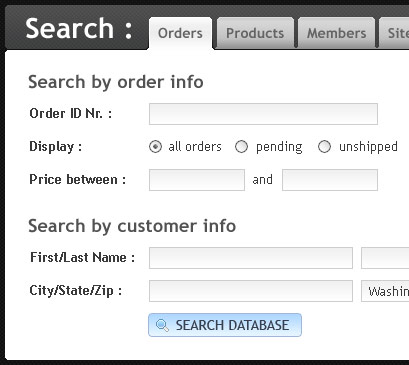 Search : Orders Products Members Site
Search by order info
Order ID Nr. :
Display : all orders pending unshipped
Price between : and
Search by customer info
First/Last Name :
City/State/Zip : Washin
SEARCH DATABASE